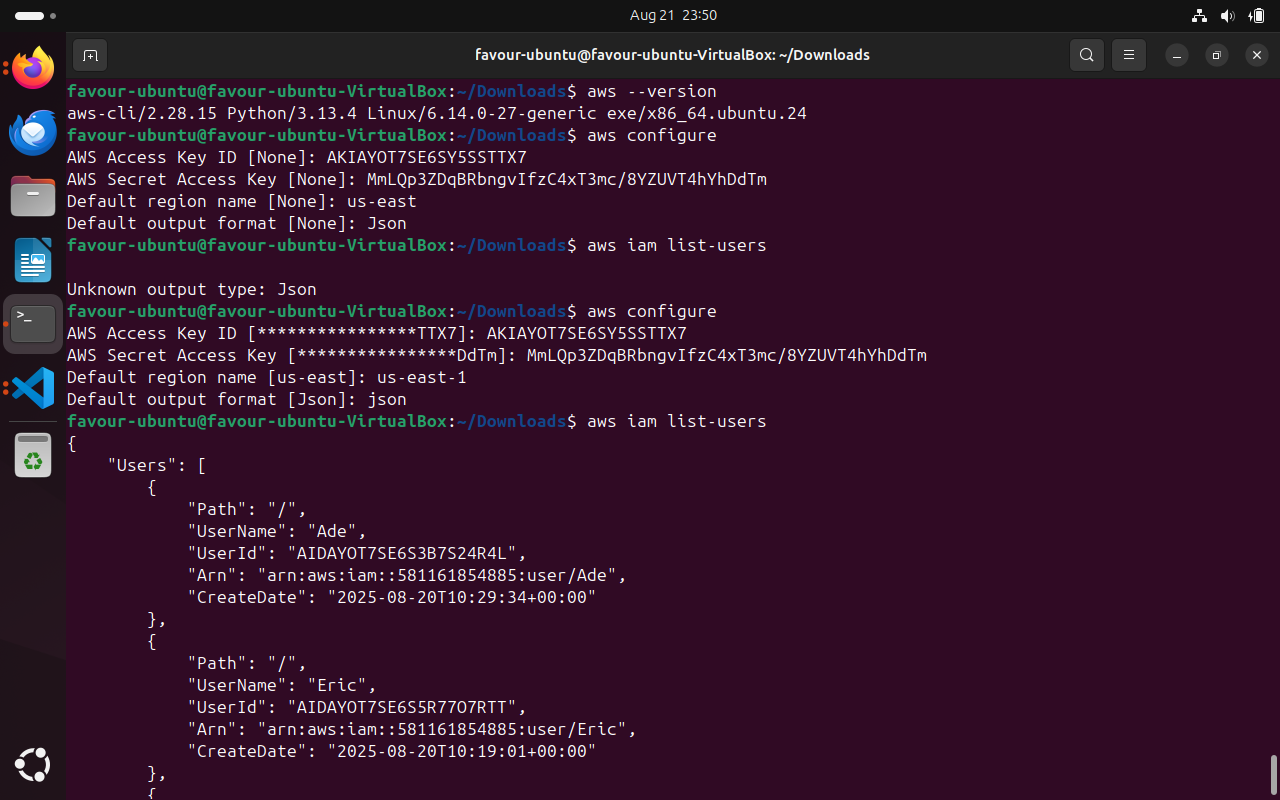 Aug 21 23:50
favour-ubuntu@favour-ubuntu-VirtualBox: ~/Downloads
favour-ubuntu@favour-ubuntu-VirtualBox:~/Downloads$ aws --version
aws-cli/2.28.15 Python/3.13.4 Linux/6.14.0-27-generic exe/x86_64.ubuntu.24
favour-ubuntu@favour-ubuntu-VirtualBox:~/Downloads$ aws configure
AWS Access Key ID [None]: AKIAYOT7SE6SY5SSTTX7
AWS Secret Access Key [None]: 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
Default region name [None]: us-east
Default output format [None]: Json
favour-ubuntu@favour-ubuntu-VirtualBox:~/Downloads$ aws iam list-users
Unknown output type: Json
favour-ubuntu@favour-ubuntu-VirtualBox:~/Downloads$ aws configure
AWS Access Key ID [****************TTX7]: AKIAYOT7SE6SY5SSTTX7
AWS Secret Access Key [****************DdTm]: 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
Default region name [us-east]: us-east-1
Default output format [Json]: json
favour-ubuntu@favour-ubuntu-VirtualBox:~/Downloads$ aws iam list-users
{
    "Users": [
        {
            "Path": "/",
            "UserName": "Ade",
            "UserId": "AIDAYOT7SE6S3B7S24R4L",
            "Arn": "arn:aws:iam::581161854885:user/Ade",
            "CreateDate": "2025-08-20T10:29:34+00:00"
        },
        {
            "Path": "/",
            "UserName": "Eric",
            "UserId": "AIDAYOT7SE6S5R77O7RTT",
            "Arn": "arn:aws:iam::581161854885:user/Eric",
            "CreateDate": "2025-08-20T10:19:01+00:00"
        },
        {